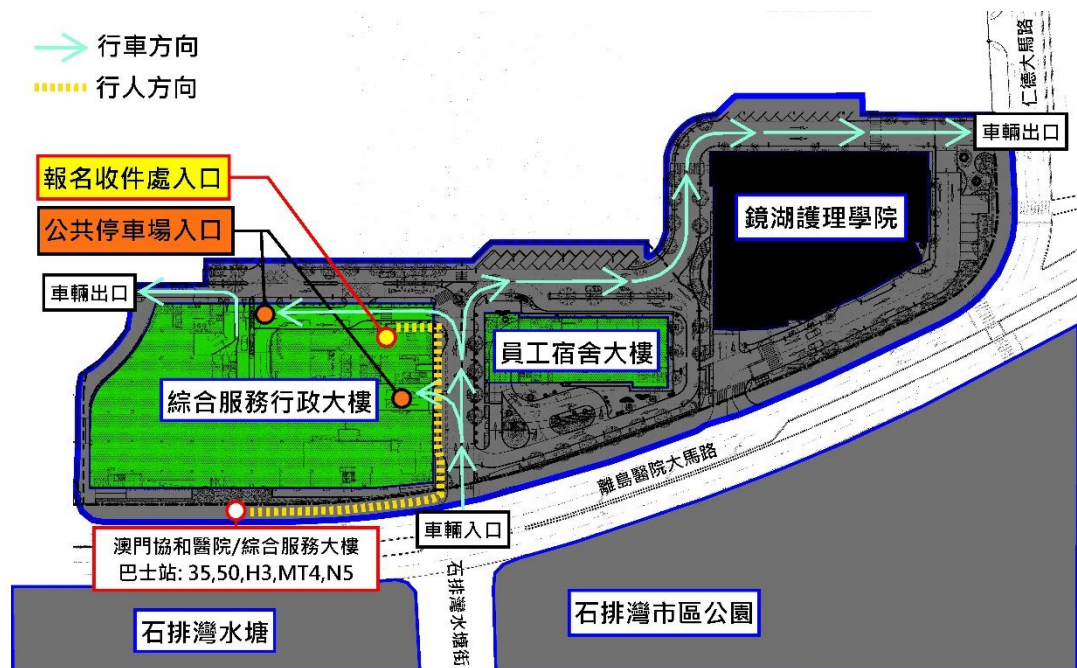 行車方向
行人方向
仁德大馬路
車輛出口
報名收件處入口
公共停車場入口
鏡湖護理學院
車輛出口
員工宿舍大樓
綜合服務行政大樓
離島醫院大馬路
車輛入口
澳門協和醫院/綜合服務大樓
巴士站: 35,50,H3,MT4,N5
石排灣水塘街
石排灣市區公園
石排灣水塘